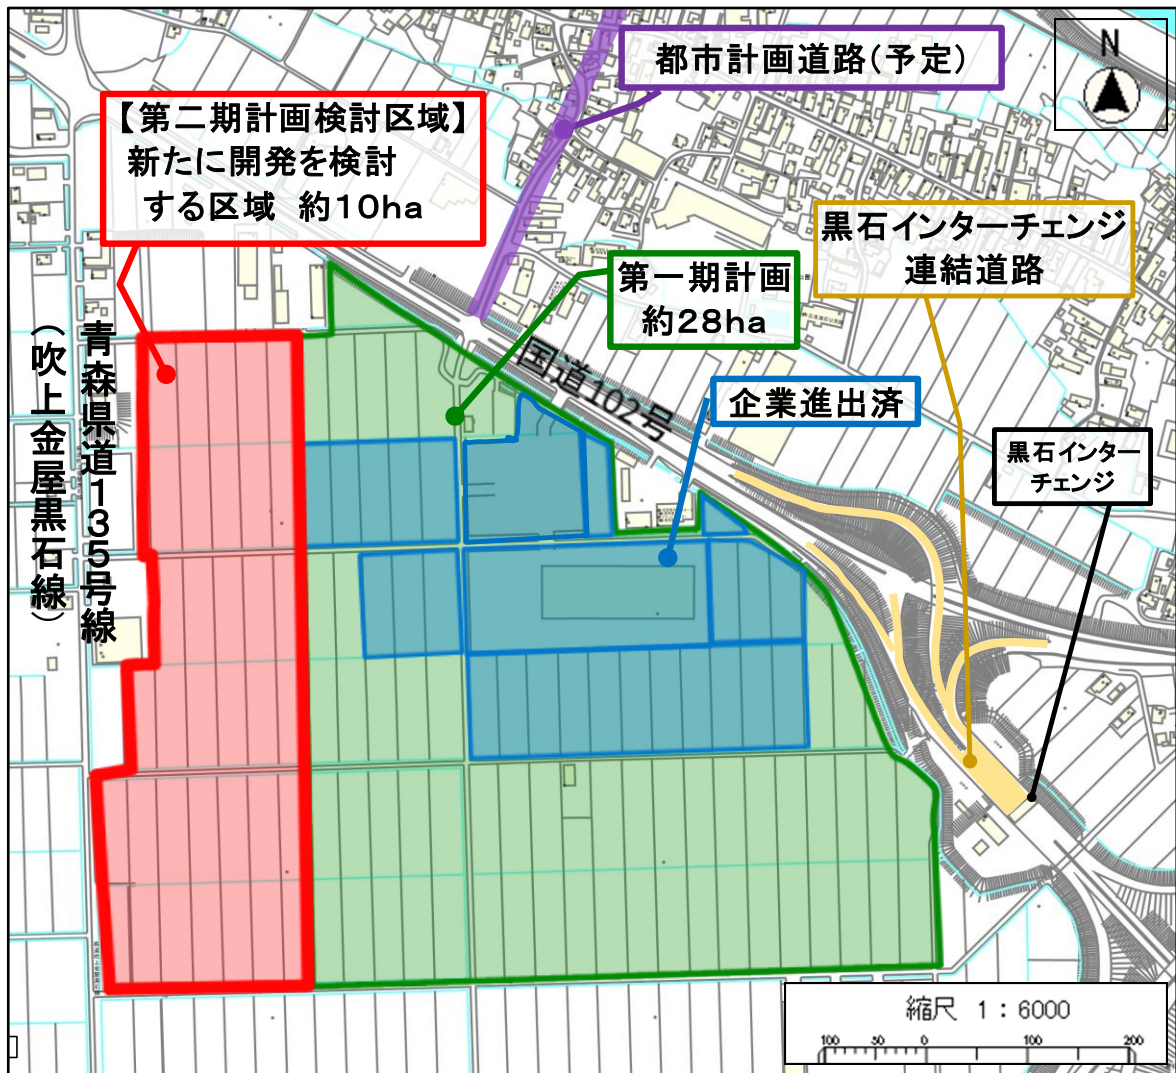 都市計画道路(予定)
N
【第二期計画検討区域】
新たに開発を検討
する区域 約10ha
黒石インターチェンジ
連結道路
第一期計画
約28ha
国道102号
企業進出済
黒石インター
チェンジ
青森県道135号線
(吹上金屋黒石線)
縮尺 1:6000
100 50 0 100 200